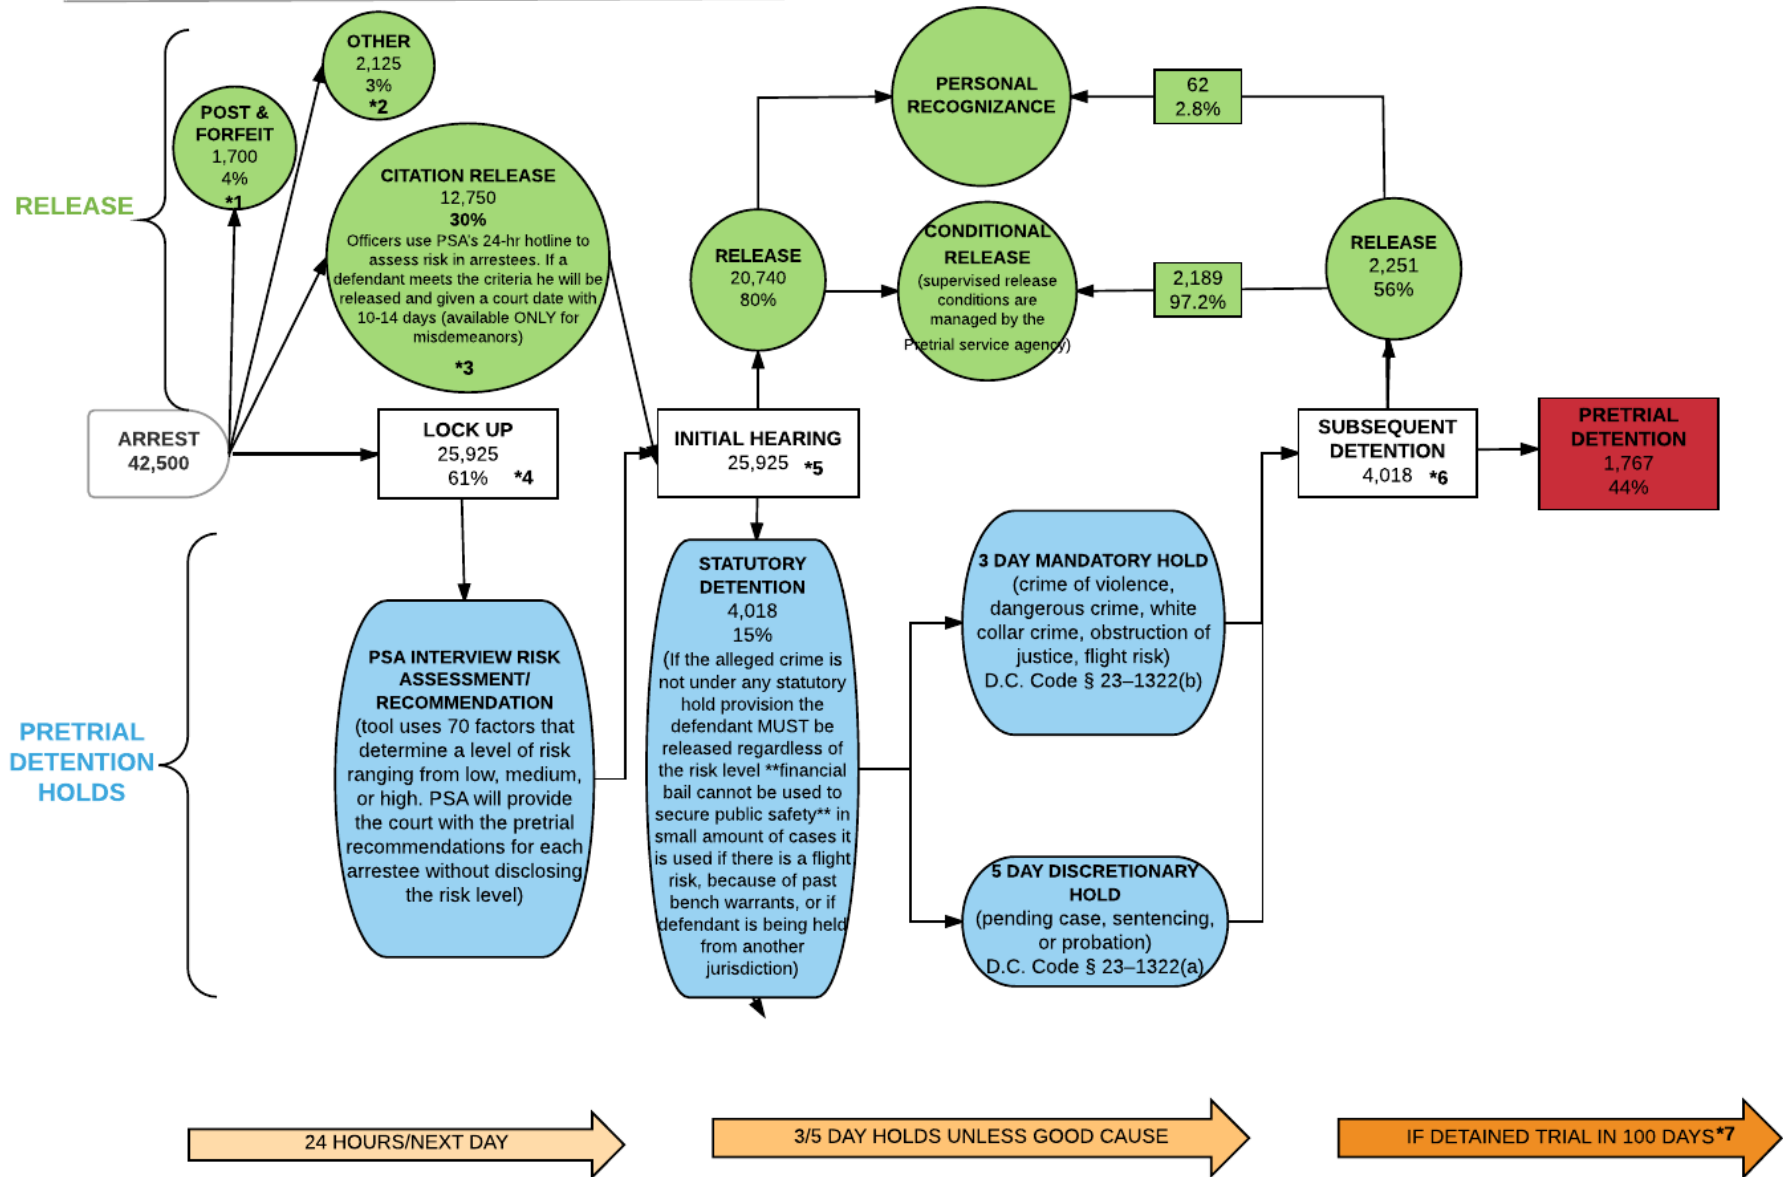 OTHER
2,125
3%
*2
POST &
FORFEIT
1,700
4%
*1
CITATION RELEASE
12,750
30%
Officers use PSA's 24-hr hotline to
assess risk in arrestees. If a
defendant meets the criteria he will be
released and given a court date with
10-14 days (available ONLY for
misdemeanors)
*3
RELEASE
PERSONAL
RECOGNIZANCE
62
2.8%
RELEASE
20,740
80%
CONDITIONAL
RELEASE
(supervised release
conditions are
managed by the
Pretrial service agency)
2,189
97.2%
RELEASE
2,251
56%
ARREST
42,500
LOCK UP
25,925
61% *4
INITIAL HEARING
25,925 *5
SUBSEQUENT
DETENTION
4,018 *6
PRETRIAL
DETENTION
1,767
44%
PRETRIAL
DETENTION
HOLDS
PSA INTERVIEW RISK
ASSESSMENT/
RECOMMENDATION
(tool uses 70 factors that
determine a level of risk
ranging from low, medium,
or high. PSA will provide
the court with the pretrial
recommendations for each
arrestee without disclosing
the risk level)
STATUTORY
DETENTION
4,018
15%
(If the alleged crime is
not under any statutory
hold provision the
defendant MUST be
released regardless of
the risk level **financial
bail cannot be used to
secure public safety** in
small amount of cases it
is used if there is a flight
risk, because of past
bench warrants, or if
defendant is being held
from another
jurisdiction)
3 DAY MANDATORY HOLD
(crime of violence,
dangerous crime, white
collar crime, obstruction of
justice, flight risk)
D.C. Code § 23–1322(b)
5 DAY DISCRETIONARY
HOLD
(pending case, sentencing,
or probation)
D.C. Code § 23–1322(a)
24 HOURS/NEXT DAY
3/5 DAY HOLDS UNLESS GOOD CAUSE
IF DETAINED TRIAL IN 100 DAYS*7